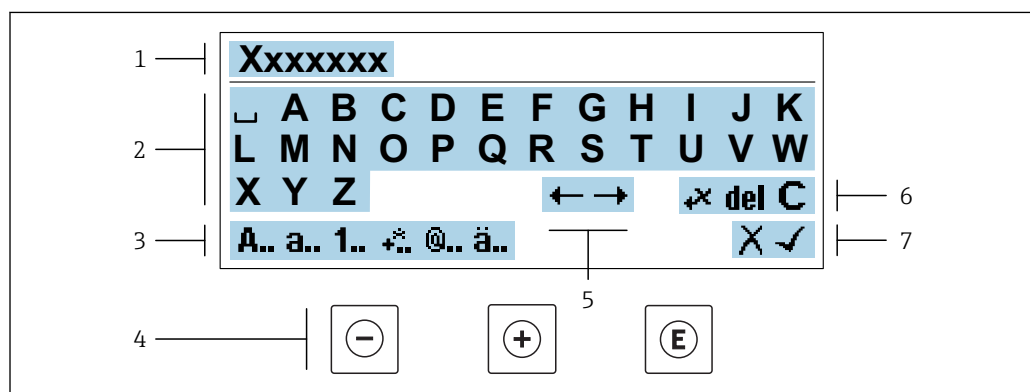 1 Xxxxxxx
2 ␣ A B C D E F G H I J K
L M N O P Q R S T U V W
X Y Z ← → ₊x del C 6
3 A.. a.. 1.. +*.. @.. ä.. X ✓ 7
5
4 − + E